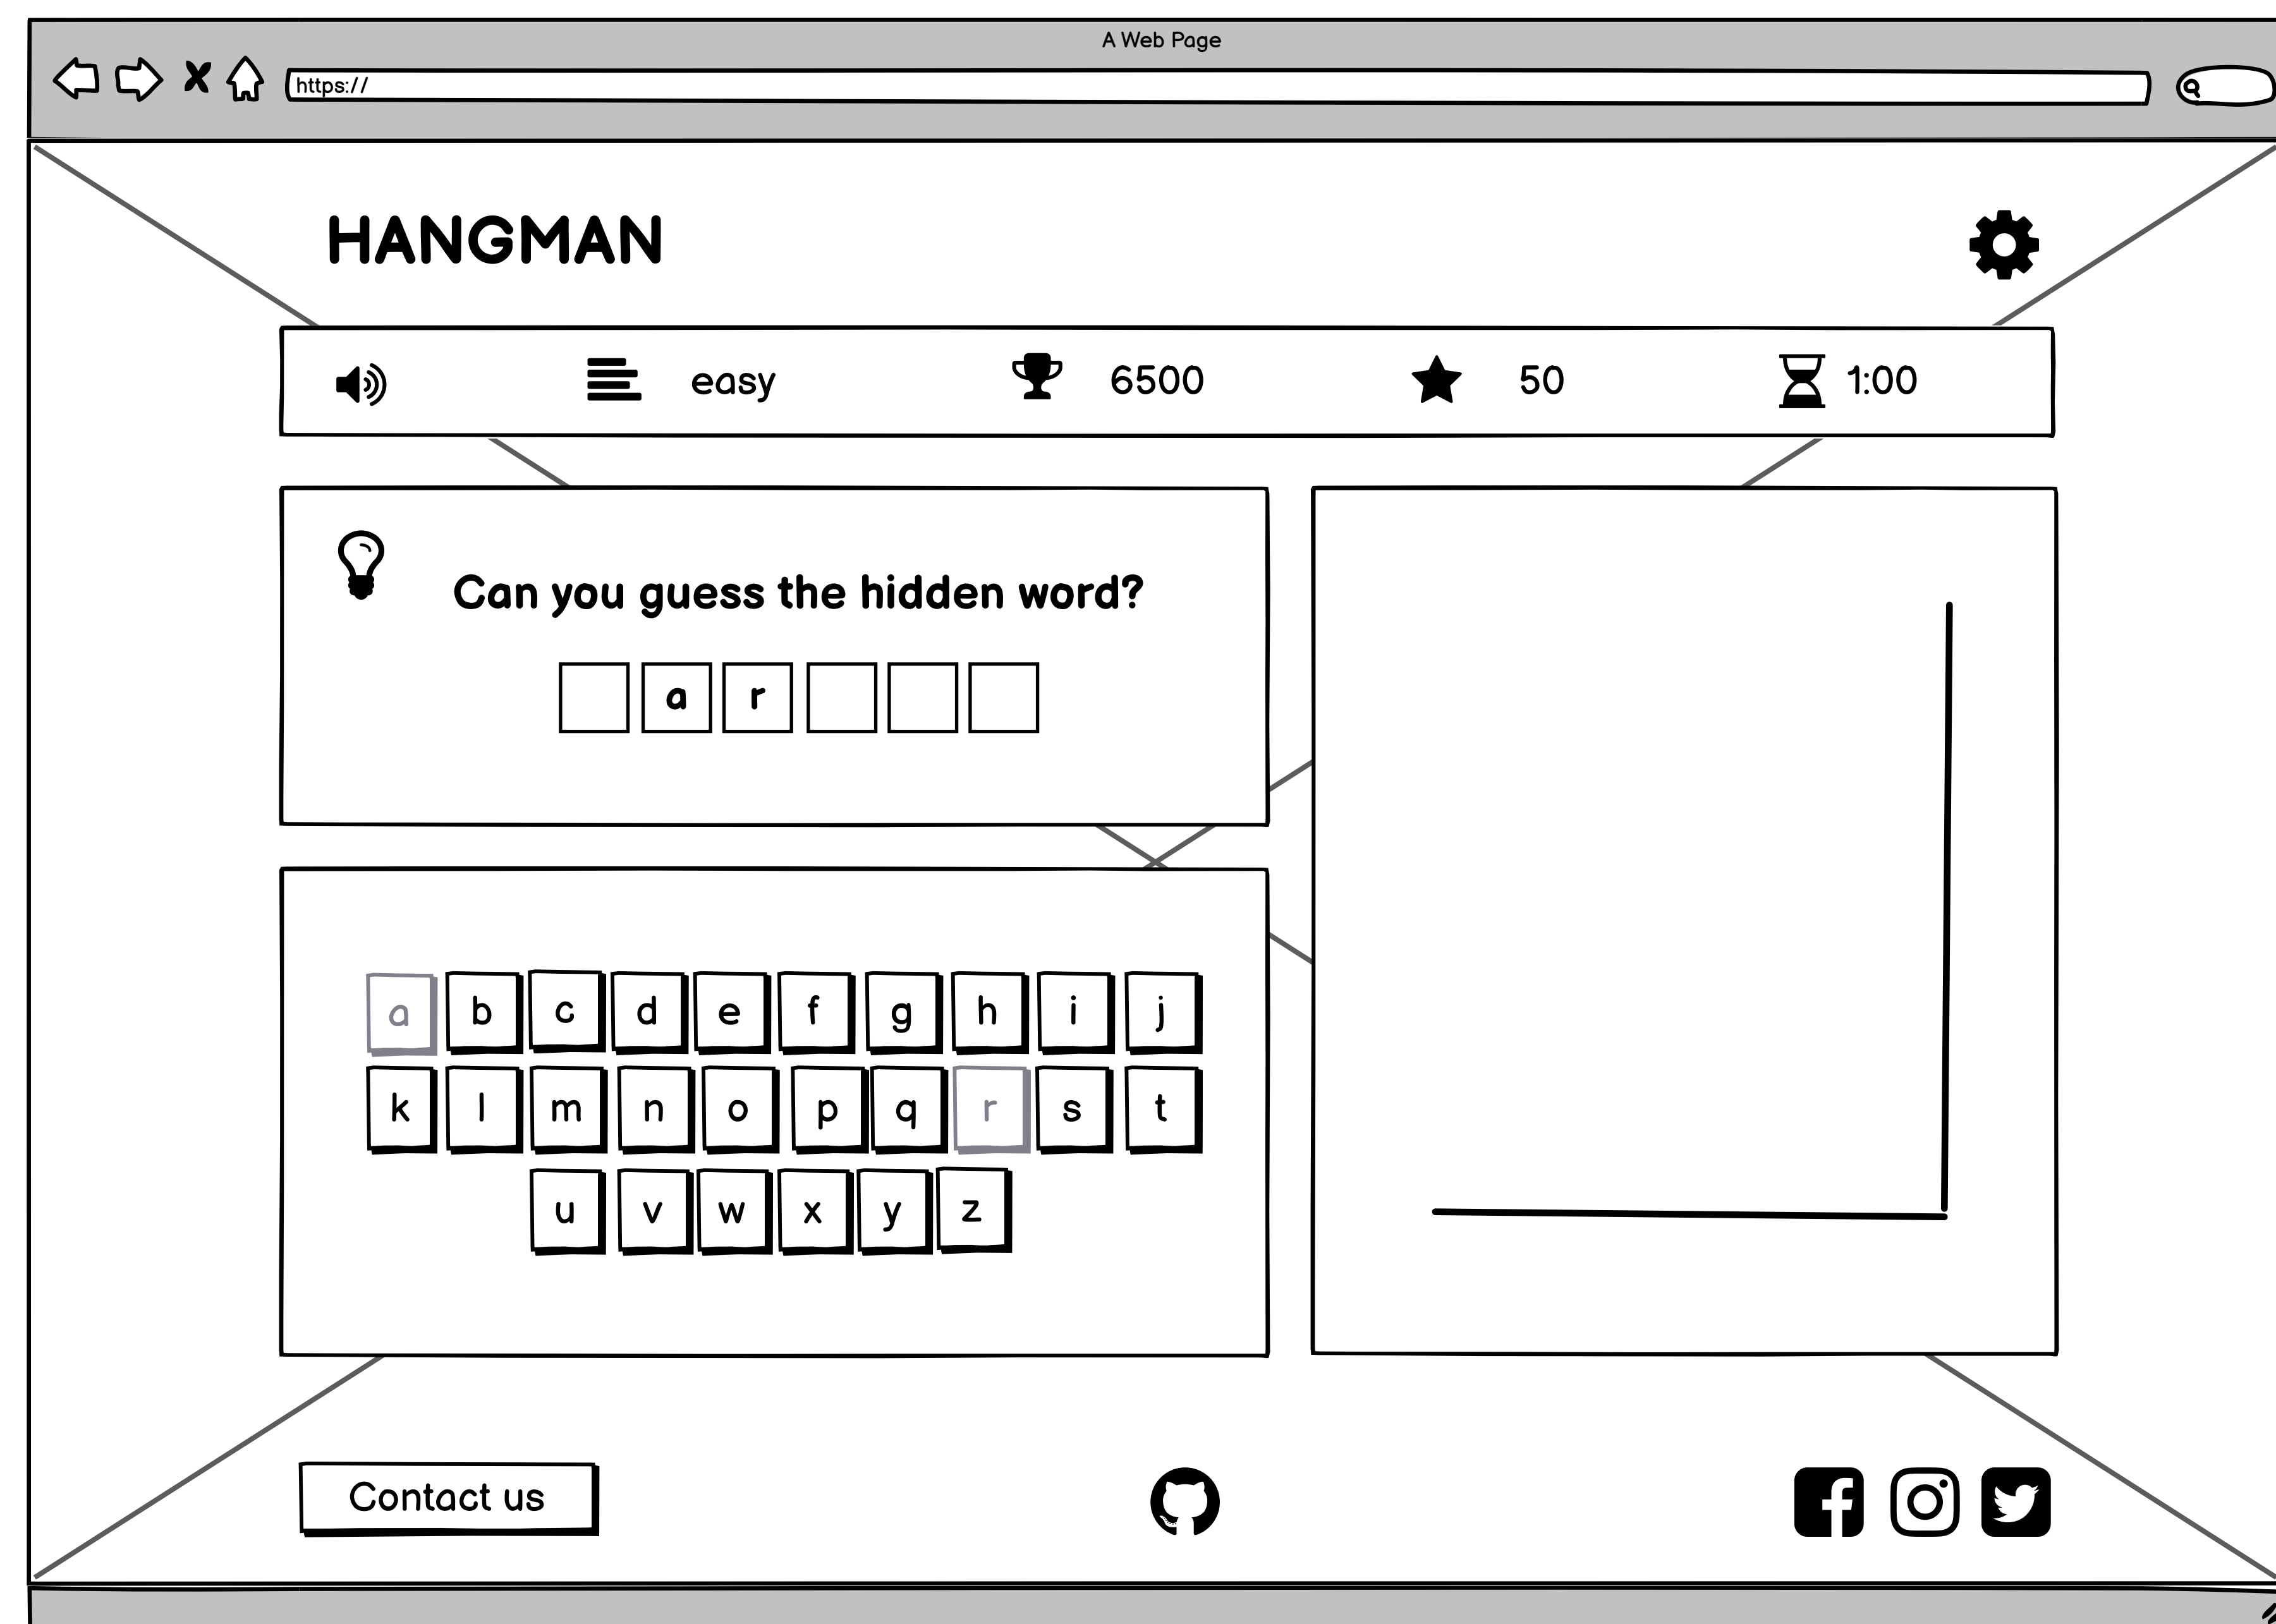 A Web Page
https://
HANGMAN
easy 6500 50 1:00
Can you guess the hidden word?
a r
a b c d e f g h i j
k l m n o p q r s t
u v w x y z
Contact us